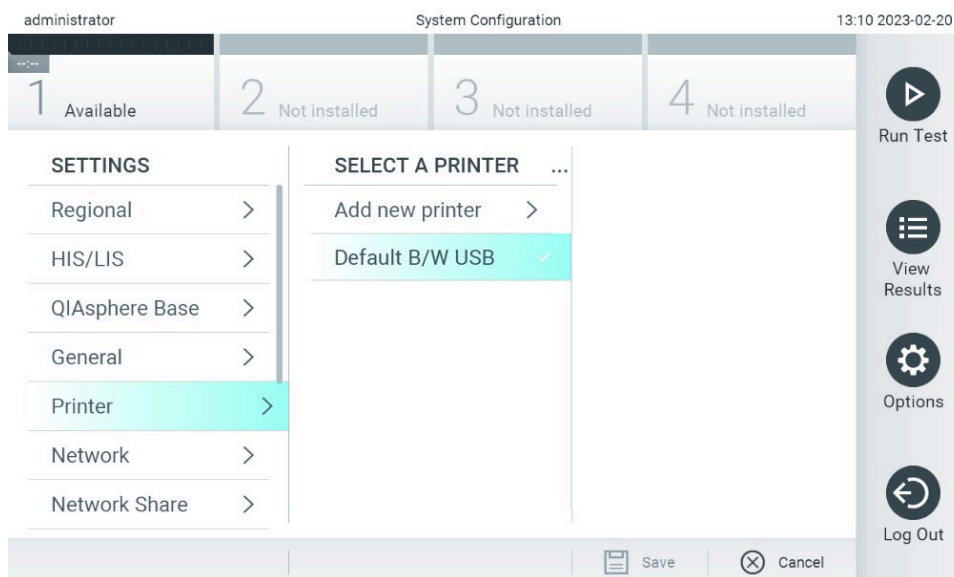 administrator System Configuration 13:10 2023-02-20
--:--
1 Available 2 Not installed 3 Not installed 4 Not installed
Run Test
SETTINGS SELECT A PRINTER ...
Regional Add new printer
HIS/LIS Default B/W USB
View
Results
QIAsphere Base
General
Printer
Options
Network
Network Share
Log Out
Save Cancel